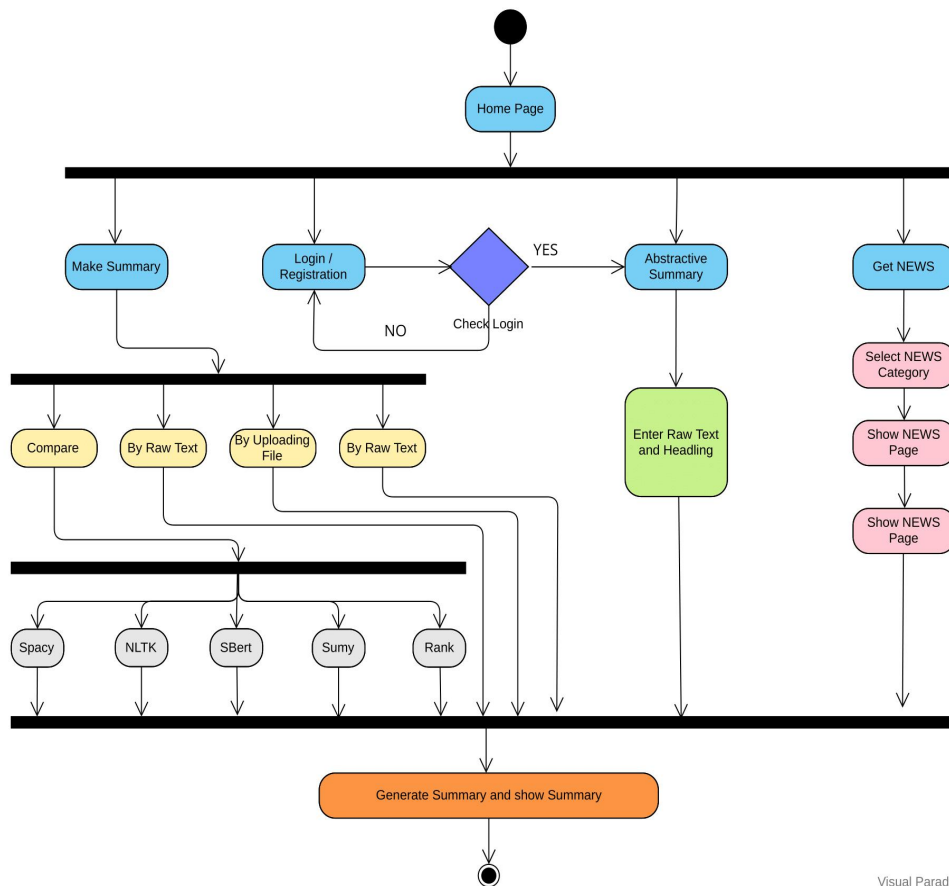 Home Page
Make Summary
Login /
Registration
YES
Abstractive
Summary
Get NEWS
NO
Check Login
Select NEWS
Category
Compare
By Raw Text
By Uploading
File
By Raw Text
Enter Raw Text
and Headling
Show NEWS
Page
Show NEWS
Page
Spacy
NLTK
SBert
Sumy
Rank
Generate Summary and show Summary
Visual Parad